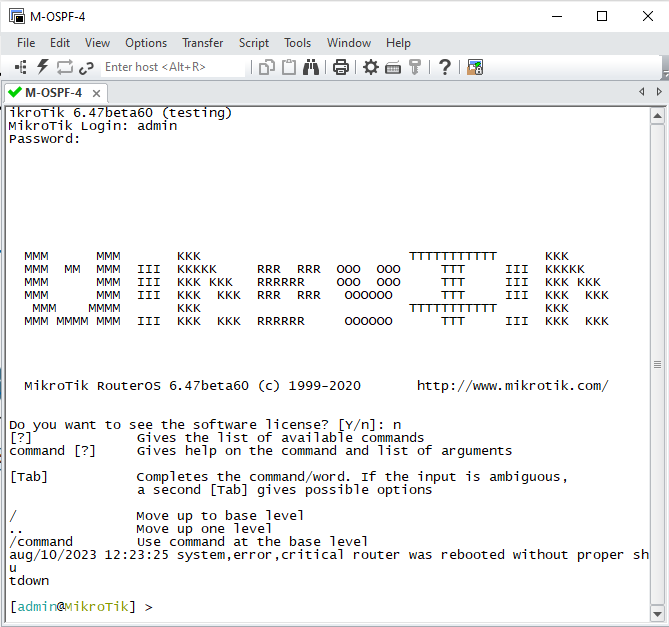 M-OSPF-4
File Edit View Options Transfer Script Tools Window Help
Enter host <Alt+R>
M-OSPF-4
ikroTik 6.47beta60 (testing)
MikroTik Login: admin
Password:
MMM      MMM       KKK                          TTTTTTTTTTT      KKK
MMM  MM  MMM  III  KKKKK     RRR  RRR  OOO  OOO     TTT     III  KKKKK
MMM      MMM  III  KKK KKK   RRRRRR    OOO  OOO     TTT     III  KKK KKK
MMM      MMM  III  KKK  KKK  RRR  RRR   OOOOOO      TTT     III  KKK  KKK
MMM    MMMM       KKK                          TTTTTTTTTTT      KKK
MMM MMMM MMM  III  KKK  KKK  RRRRRR     OOOOOO      TTT     III  KKK  KKK
MikroTik RouterOS 6.47beta60 (c) 1999-2020       http://www.mikrotik.com/
Do you want to see the software license? [Y/n]: n
[?]             Gives the list of available commands
command [?]     Gives help on the command and list of arguments
[Tab]           Completes the command/word. If the input is ambiguous,
a second [Tab] gives possible options
/               Move up to base level
..              Move up one level
/command        Use command at the base level
aug/10/2023 12:23:25 system,error,critical router was rebooted without proper sh
u
tdown
[admin@MikroTik] >